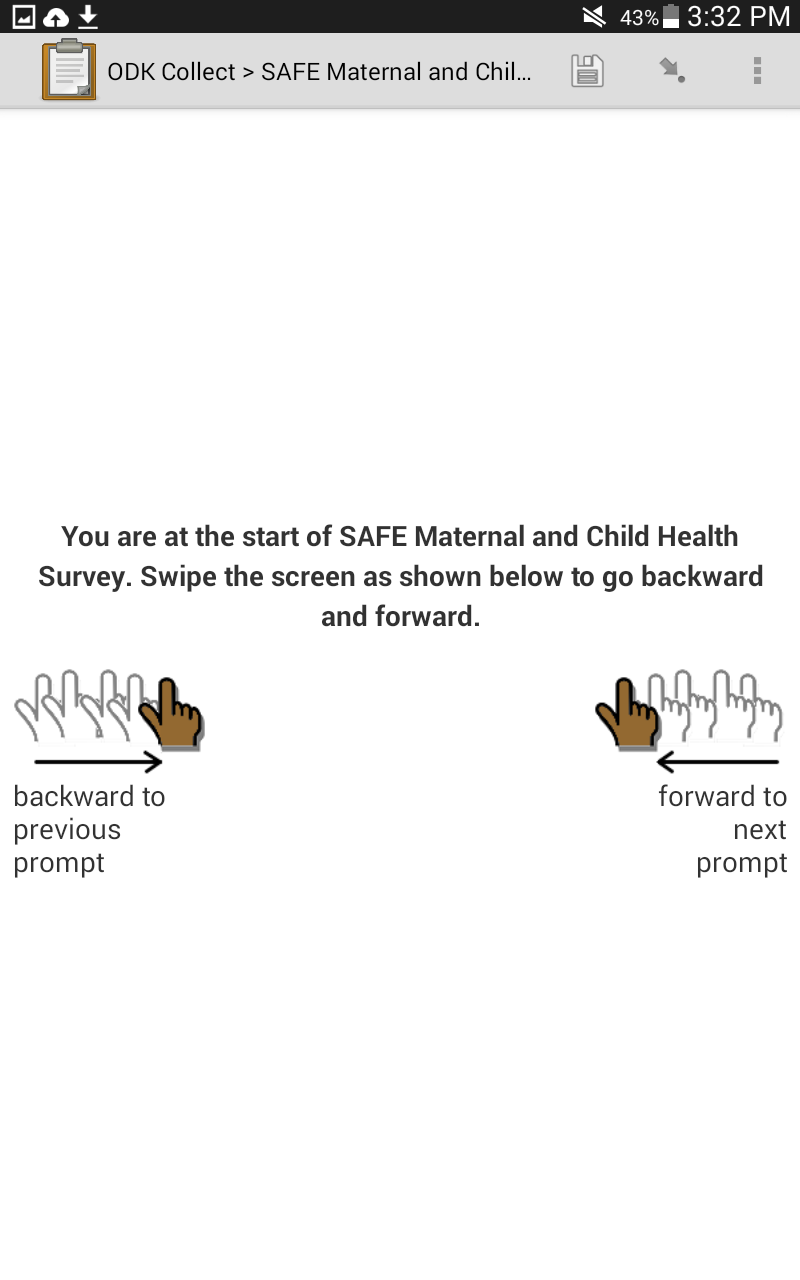 43% 3:32 PM
ODK Collect > SAFE Maternal and Chil...
You are at the start of SAFE Maternal and Child Health
Survey. Swipe the screen as shown below to go backward
and forward.
backward to
previous
prompt
forward to
next
prompt